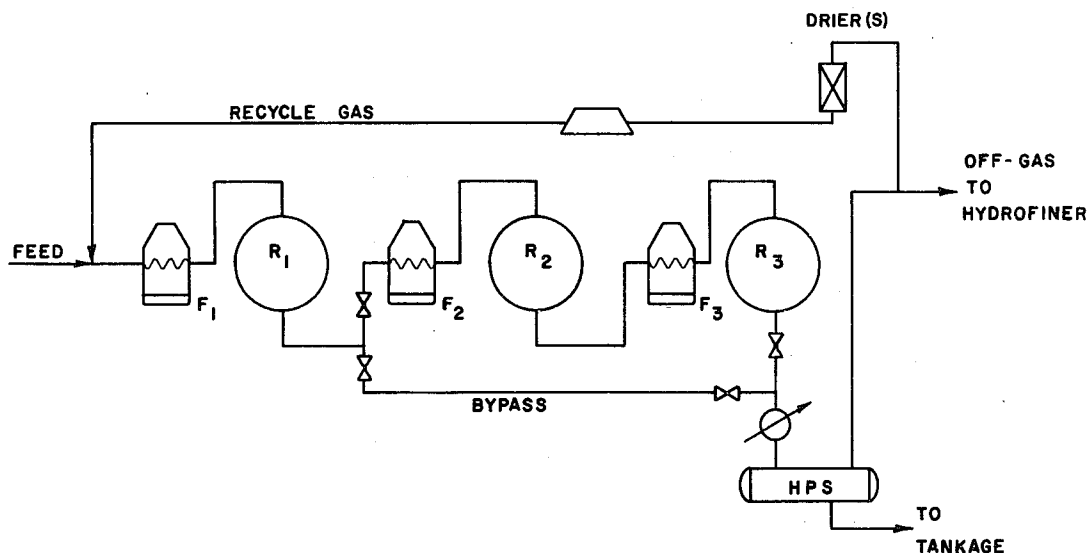 DRIER(S)
RECYCLE GAS
OFF-GAS
TO
HYDROFINER
FEED
R1
R2
R3
F1
F2
F3
BYPASS
HPS
TO
TANKAGE